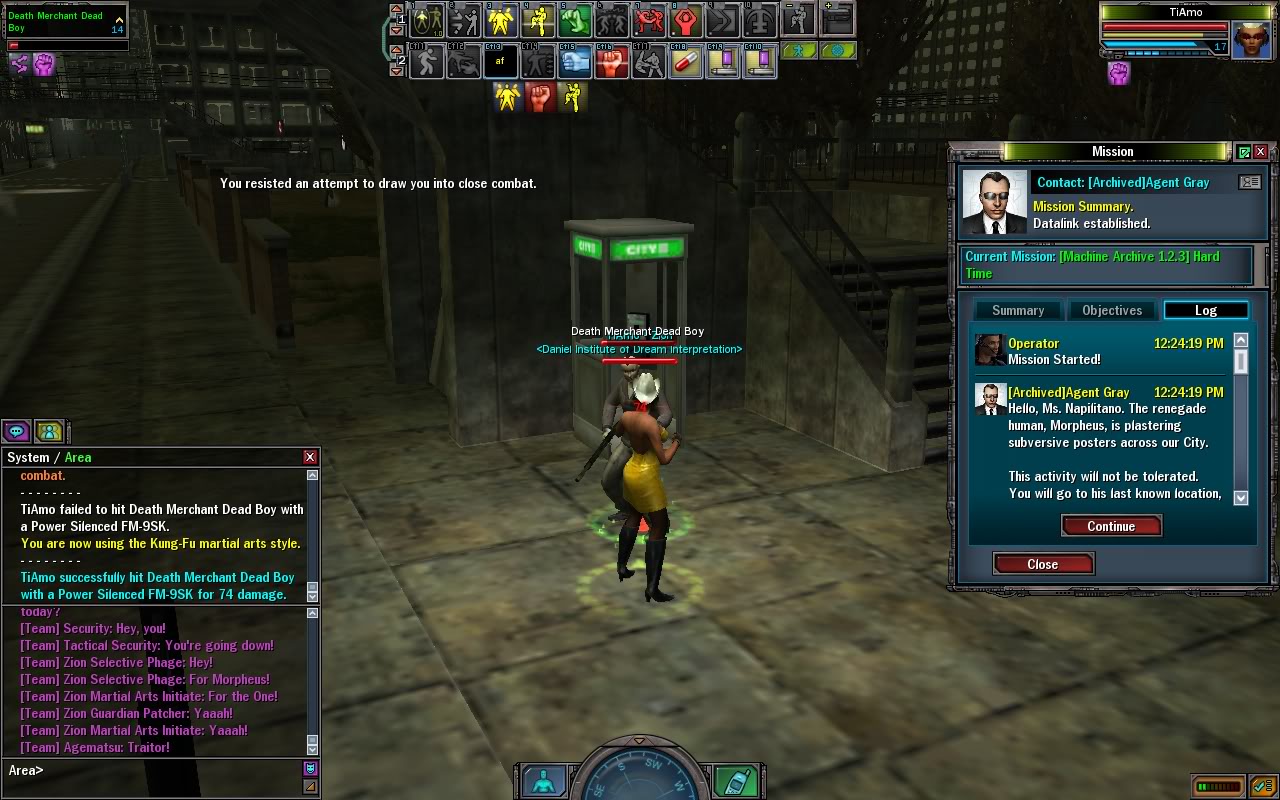 Death Merchant Dead
Boy
14
1
2
af
TiAmo
17
You resisted an attempt to draw you into close combat.
CITY
CITY
Death Merchant Dead Boy
<Daniel Institute of Dream Interpretation>
74
Mission
Contact: [Archived]Agent Gray
Mission Summary.
Datalink established.
Current Mission: [Machine Archive 1.2.3] Hard
Time
Summary
Objectives
Log
Operator 12:24:19 PM
Mission Started!
[Archived]Agent Gray 12:24:19 PM
Hello, Ms. Napilitano. The renegade
human, Morpheus, is plastering
subversive posters across our City.
This activity will not be tolerated.
You will go to his last known location,
Continue
Close
System / Area
combat.
- - - - - - - -
TiAmo failed to hit Death Merchant Dead Boy with
a Power Silenced FM-9SK.
You are now using the Kung-Fu martial arts style.
- - - - - - - -
TiAmo successfully hit Death Merchant Dead Boy
with a Power Silenced FM-9SK for 74 damage.
today?
[Team] Security: Hey, you!
[Team] Tactical Security: You're going down!
[Team] Zion Selective Phage: Hey!
[Team] Zion Selective Phage: For Morpheus!
[Team] Zion Martial Arts Initiate: For the One!
[Team] Zion Guardian Patcher: Yaaah!
[Team] Zion Martial Arts Initiate: Yaaah!
[Team] Agematsu: Traitor!
Area>
SE
S
SW
W